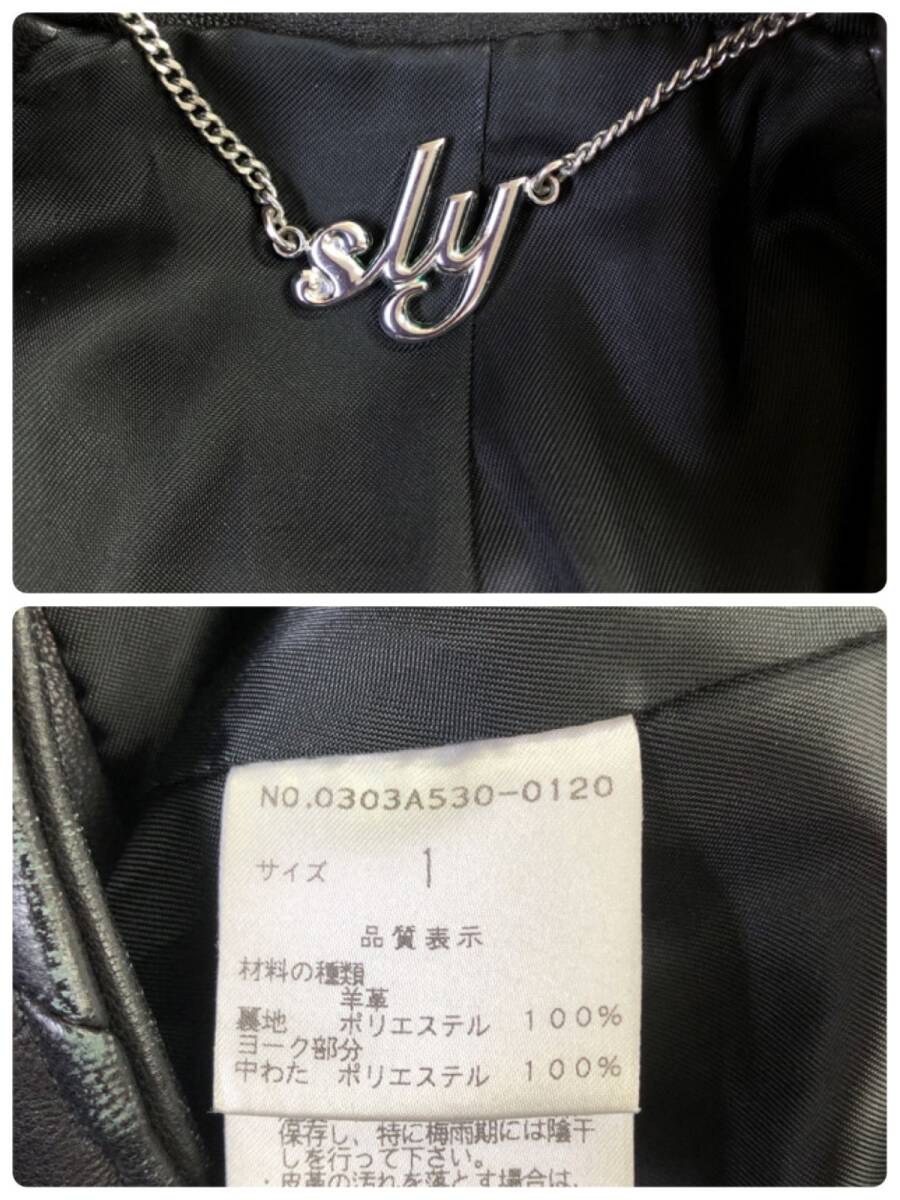 sly
NO.0303A530-0120
サイズ 1
品質表示
材料の種類
羊革
裏地 ポリエステル 100%
ヨーク部分
中わた ポリエステル 100%
保存し、特に梅雨期には陰干
しを行って下さい。
・皮革の汚れを落とす場合は、